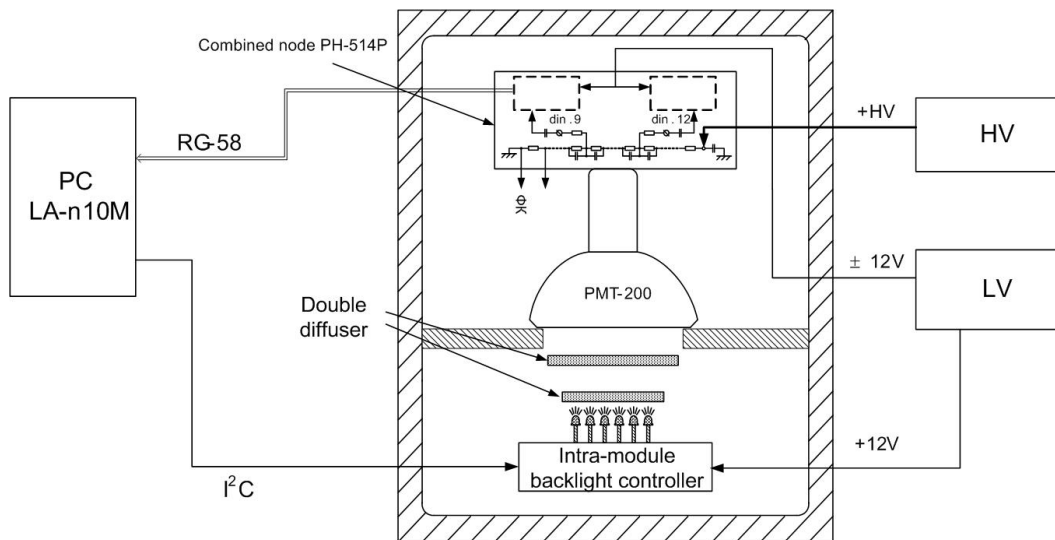 Combined node PH-514P
din . 9
din . 12
+HV
HV
RG-58
PC
LA-n10M
ФК
± 12V
LV
PMT-200
Double
diffuser
+12V
Intra-module
backlight controller
I²C